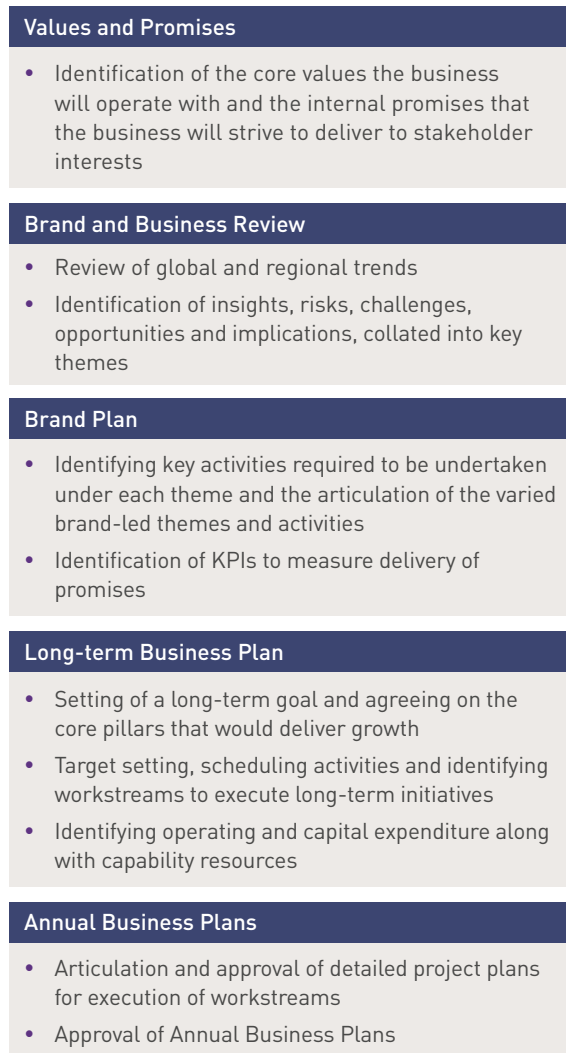 Values and Promises
• Identification of the core values the business
will operate with and the internal promises that
the business will strive to deliver to stakeholder
interests
Brand and Business Review
• Review of global and regional trends
• Identification of insights, risks, challenges,
opportunities and implications, collated into key
themes
Brand Plan
• Identifying key activities required to be undertaken
under each theme and the articulation of the varied
brand-led themes and activities
• Identification of KPIs to measure delivery of
promises
Long-term Business Plan
• Setting of a long-term goal and agreeing on the
core pillars that would deliver growth
• Target setting, scheduling activities and identifying
workstreams to execute long-term initiatives
• Identifying operating and capital expenditure along
with capability resources
Annual Business Plans
• Articulation and approval of detailed project plans
for execution of workstreams
• Approval of Annual Business Plans